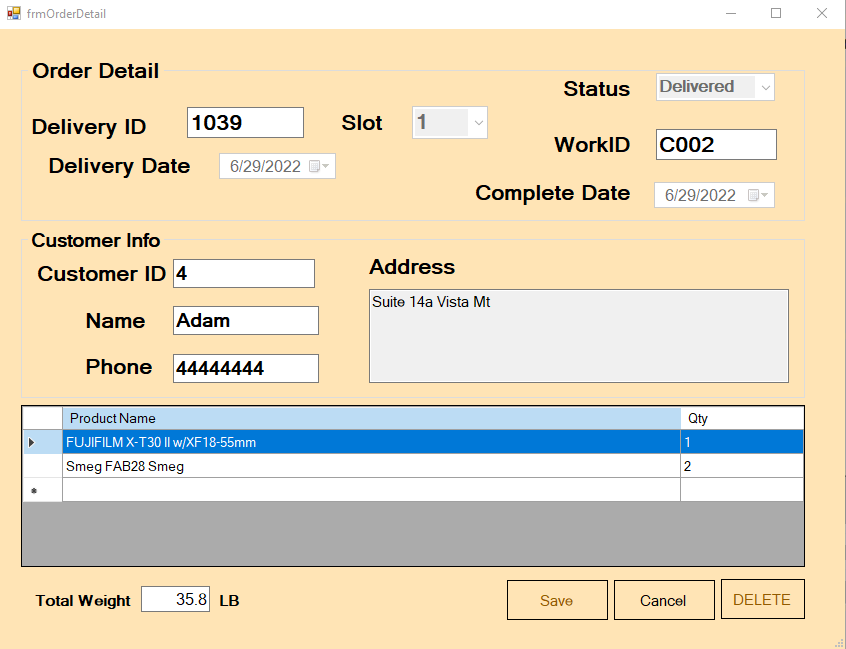 frmOrderDetail
Order Detail
Status Delivered
Delivery ID 1039 Slot 1
WorkID C002
Delivery Date 6/29/2022
Complete Date 6/29/2022
Customer Info
Customer ID 4
Address
Suite 14a Vista Mt
Name Adam
Phone 44444444
Product Name Qty
FUJIFILM X-T30 II w/XF18-55mm 1
Smeg FAB28 Smeg 2
Total Weight 35.8 LB
Save Cancel DELETE